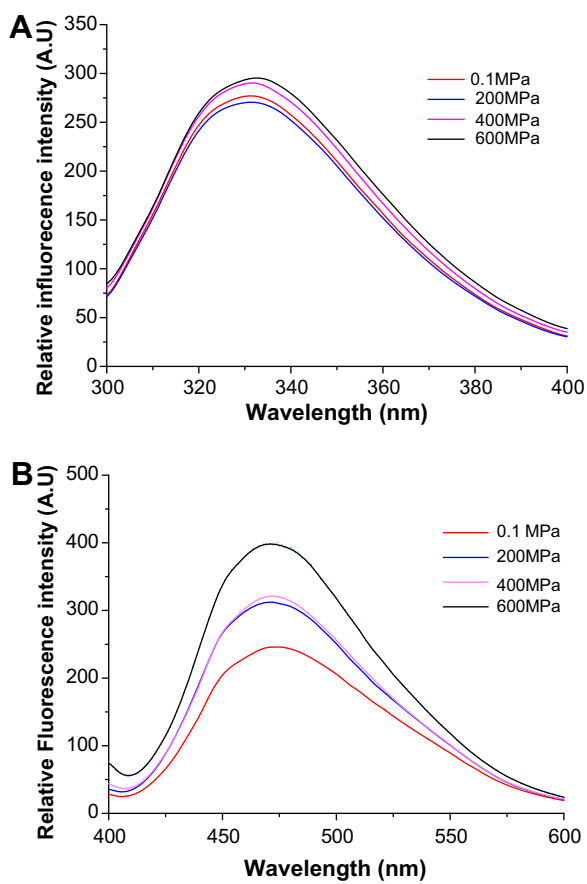 A
Relative influorecence intensity (A.U)
350
300
250
200
150
100
50
0
300
320
340
360
380
400
Wavelength (nm)
0.1MPa
200MPa
400MPa
600MPa
B
Relative Fluorescence intensity (A.U)
500
400
300
200
100
0
400
450
500
550
600
Wavelength (nm)
0.1 MPa
200MPa
400MPa
600MPa